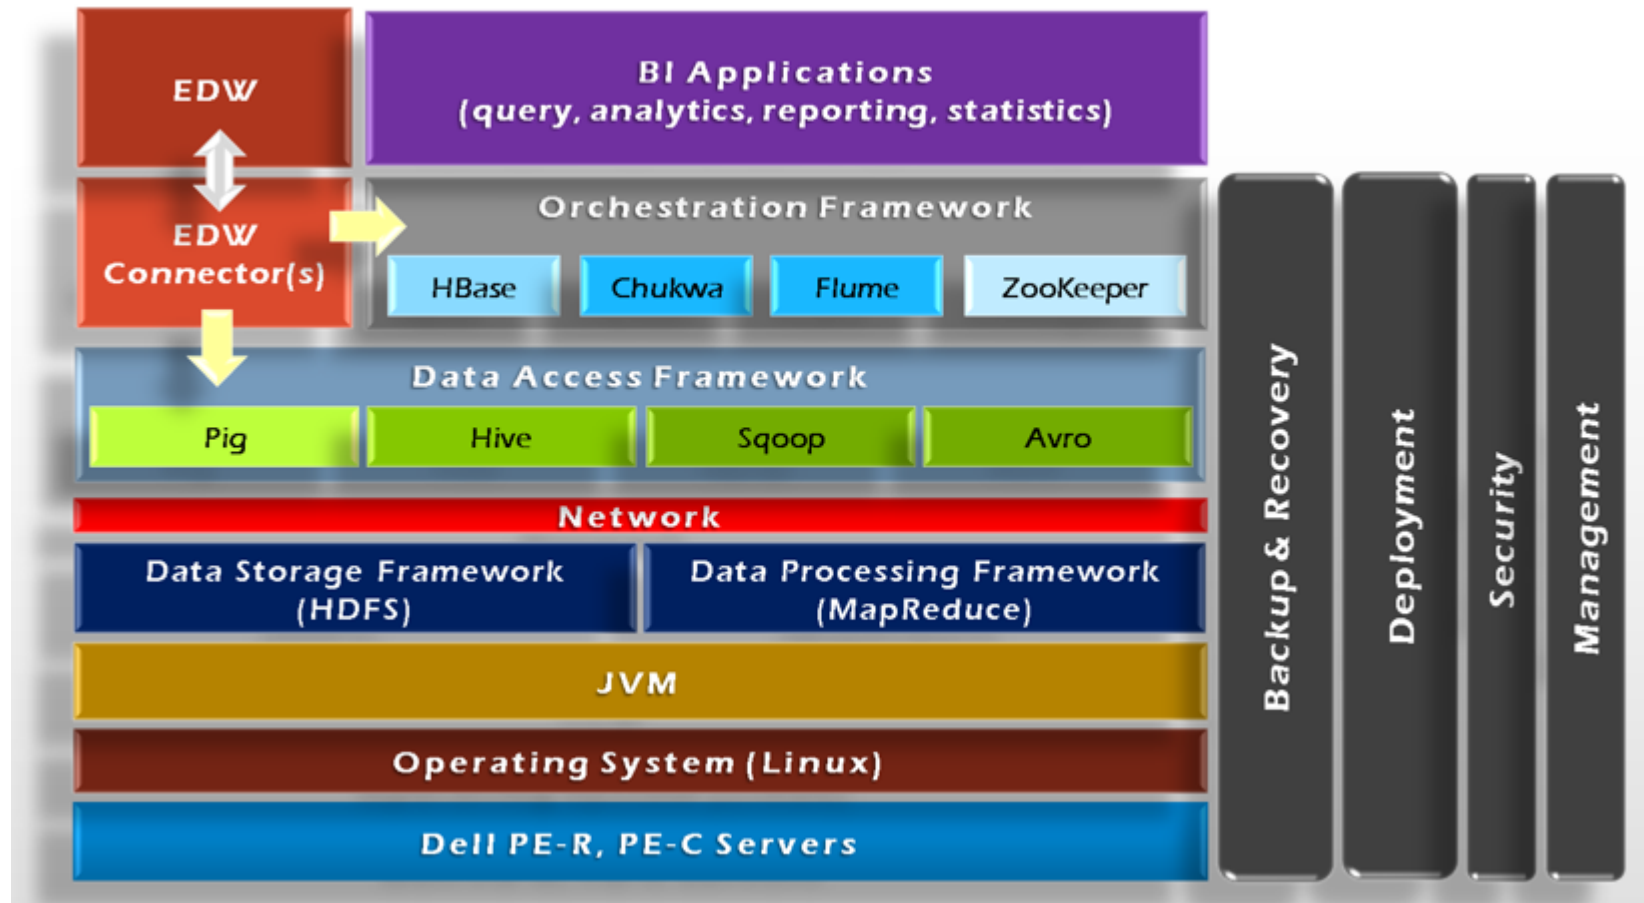 EDW
BI Applications
(query, analytics, reporting, statistics)
EDW
Connector(s)
Orchestration Framework
HBase
Chukwa
Flume
ZooKeeper
Data Access Framework
Pig
Hive
Sqoop
Avro
Network
Data Storage Framework
(HDFS)
Data Processing Framework
(MapReduce)
JVM
Operating System (Linux)
Dell PE-R, PE-C Servers
Backup & Recovery
Deployment
Security
Management